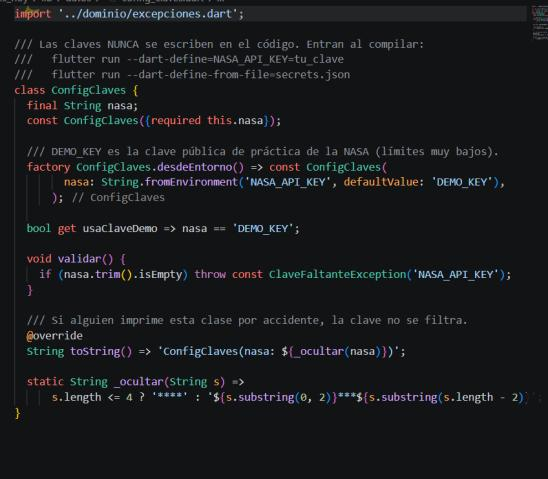 import '../dominio/excepciones.dart';
/// Las claves NUNCA se escriben en el código. Entran al compilar:
///   flutter run --dart-define=NASA_API_KEY=tu_clave
///   flutter run --dart-define-from-file=secrets.json
class ConfigClaves {
  final String nasa;
  const ConfigClaves({required this.nasa});
  /// DEMO_KEY es la clave pública de práctica de la NASA (límites muy bajos).
  factory ConfigClaves.desdeEntorno() => const ConfigClaves(
        nasa: String.fromEnvironment('NASA_API_KEY', defaultValue: 'DEMO_KEY'),
      ); // ConfigClaves
  bool get usaClaveDemo => nasa == 'DEMO_KEY';
  void validar() {
    if (nasa.trim().isEmpty) throw const ClaveFaltanteException('NASA_API_KEY');
  }
  /// Si alguien imprime esta clase por accidente, la clave no se filtra.
  @override
  String toString() => 'ConfigClaves(nasa: ${_ocultar(nasa)})';
  static String _ocultar(String s) =>
      s.length <= 4 ? '****' : '${s.substring(0, 2)}***${s.substring(s.length - 2)}';
}